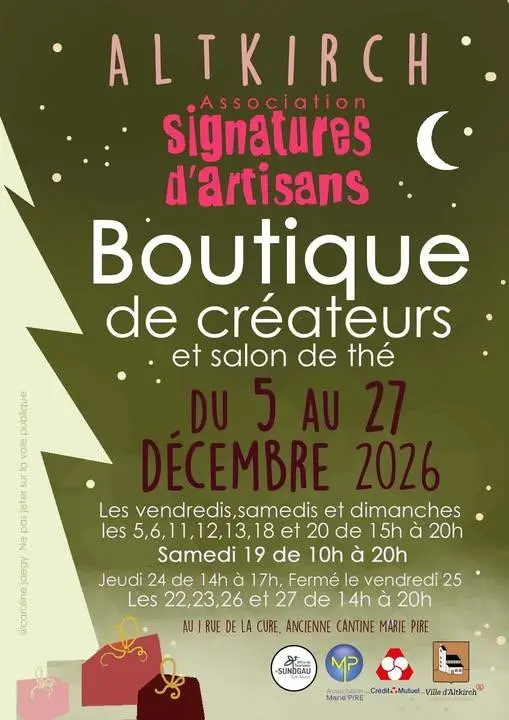 ALTKIRCH
Association
signatures
d'artisans
Boutique
de créateurs
et salon de thé
DU 5 AU 27
DÉCEMBRE 2026
Les vendredis,samedis et dimanches
les 5,6,11,12,13,18 et 20 de 15h à 20h
Samedi 19 de 10h à 20h
Jeudi 24 de 14h à 17h, Fermé le vendredi 25
Les 22,23,26 et 27 de 14h à 20h
AU 1 RUE DE LA CURE, ANCIENNE CANTINE MARIE PIRE
©caroline jaegy Ne pas jeter sur la voie publique
SUNDGAU
MP
Association
Marie PIRE
Crédit Mutuel
Ville d'Altkirch